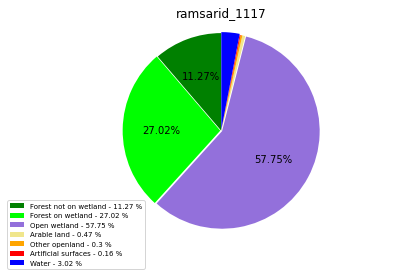 ramsarid_1117
11.27%
27.02%
57.75%
Forest not on wetland - 11.27 %
Forest on wetland - 27.02 %
Open wetland - 57.75 %
Arable land - 0.47 %
Other openland - 0.3 %
Artificial surfaces - 0.16 %
Water - 3.02 %